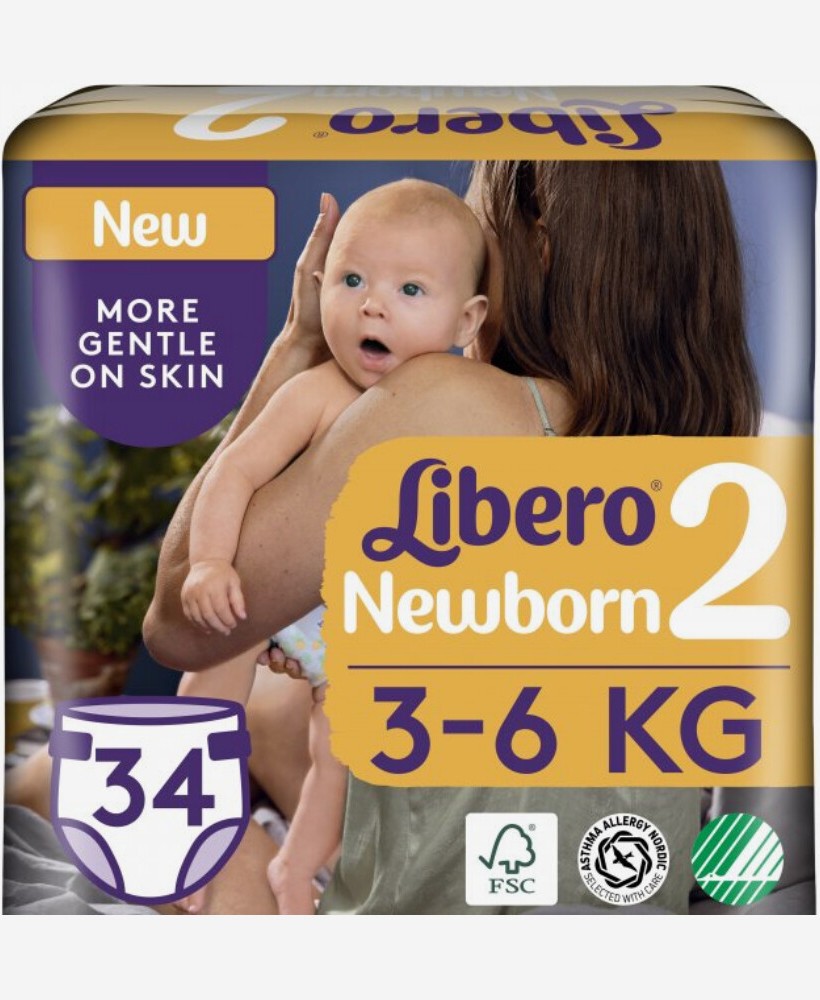 Newborn
2 Libero®
New
MORE
GENTLE
ON SKIN
Libero® 2
Newborn
3-6 KG
34
®
FSC
ASTHMA ALLERGY NORDIC
SELECTED WITH CARE